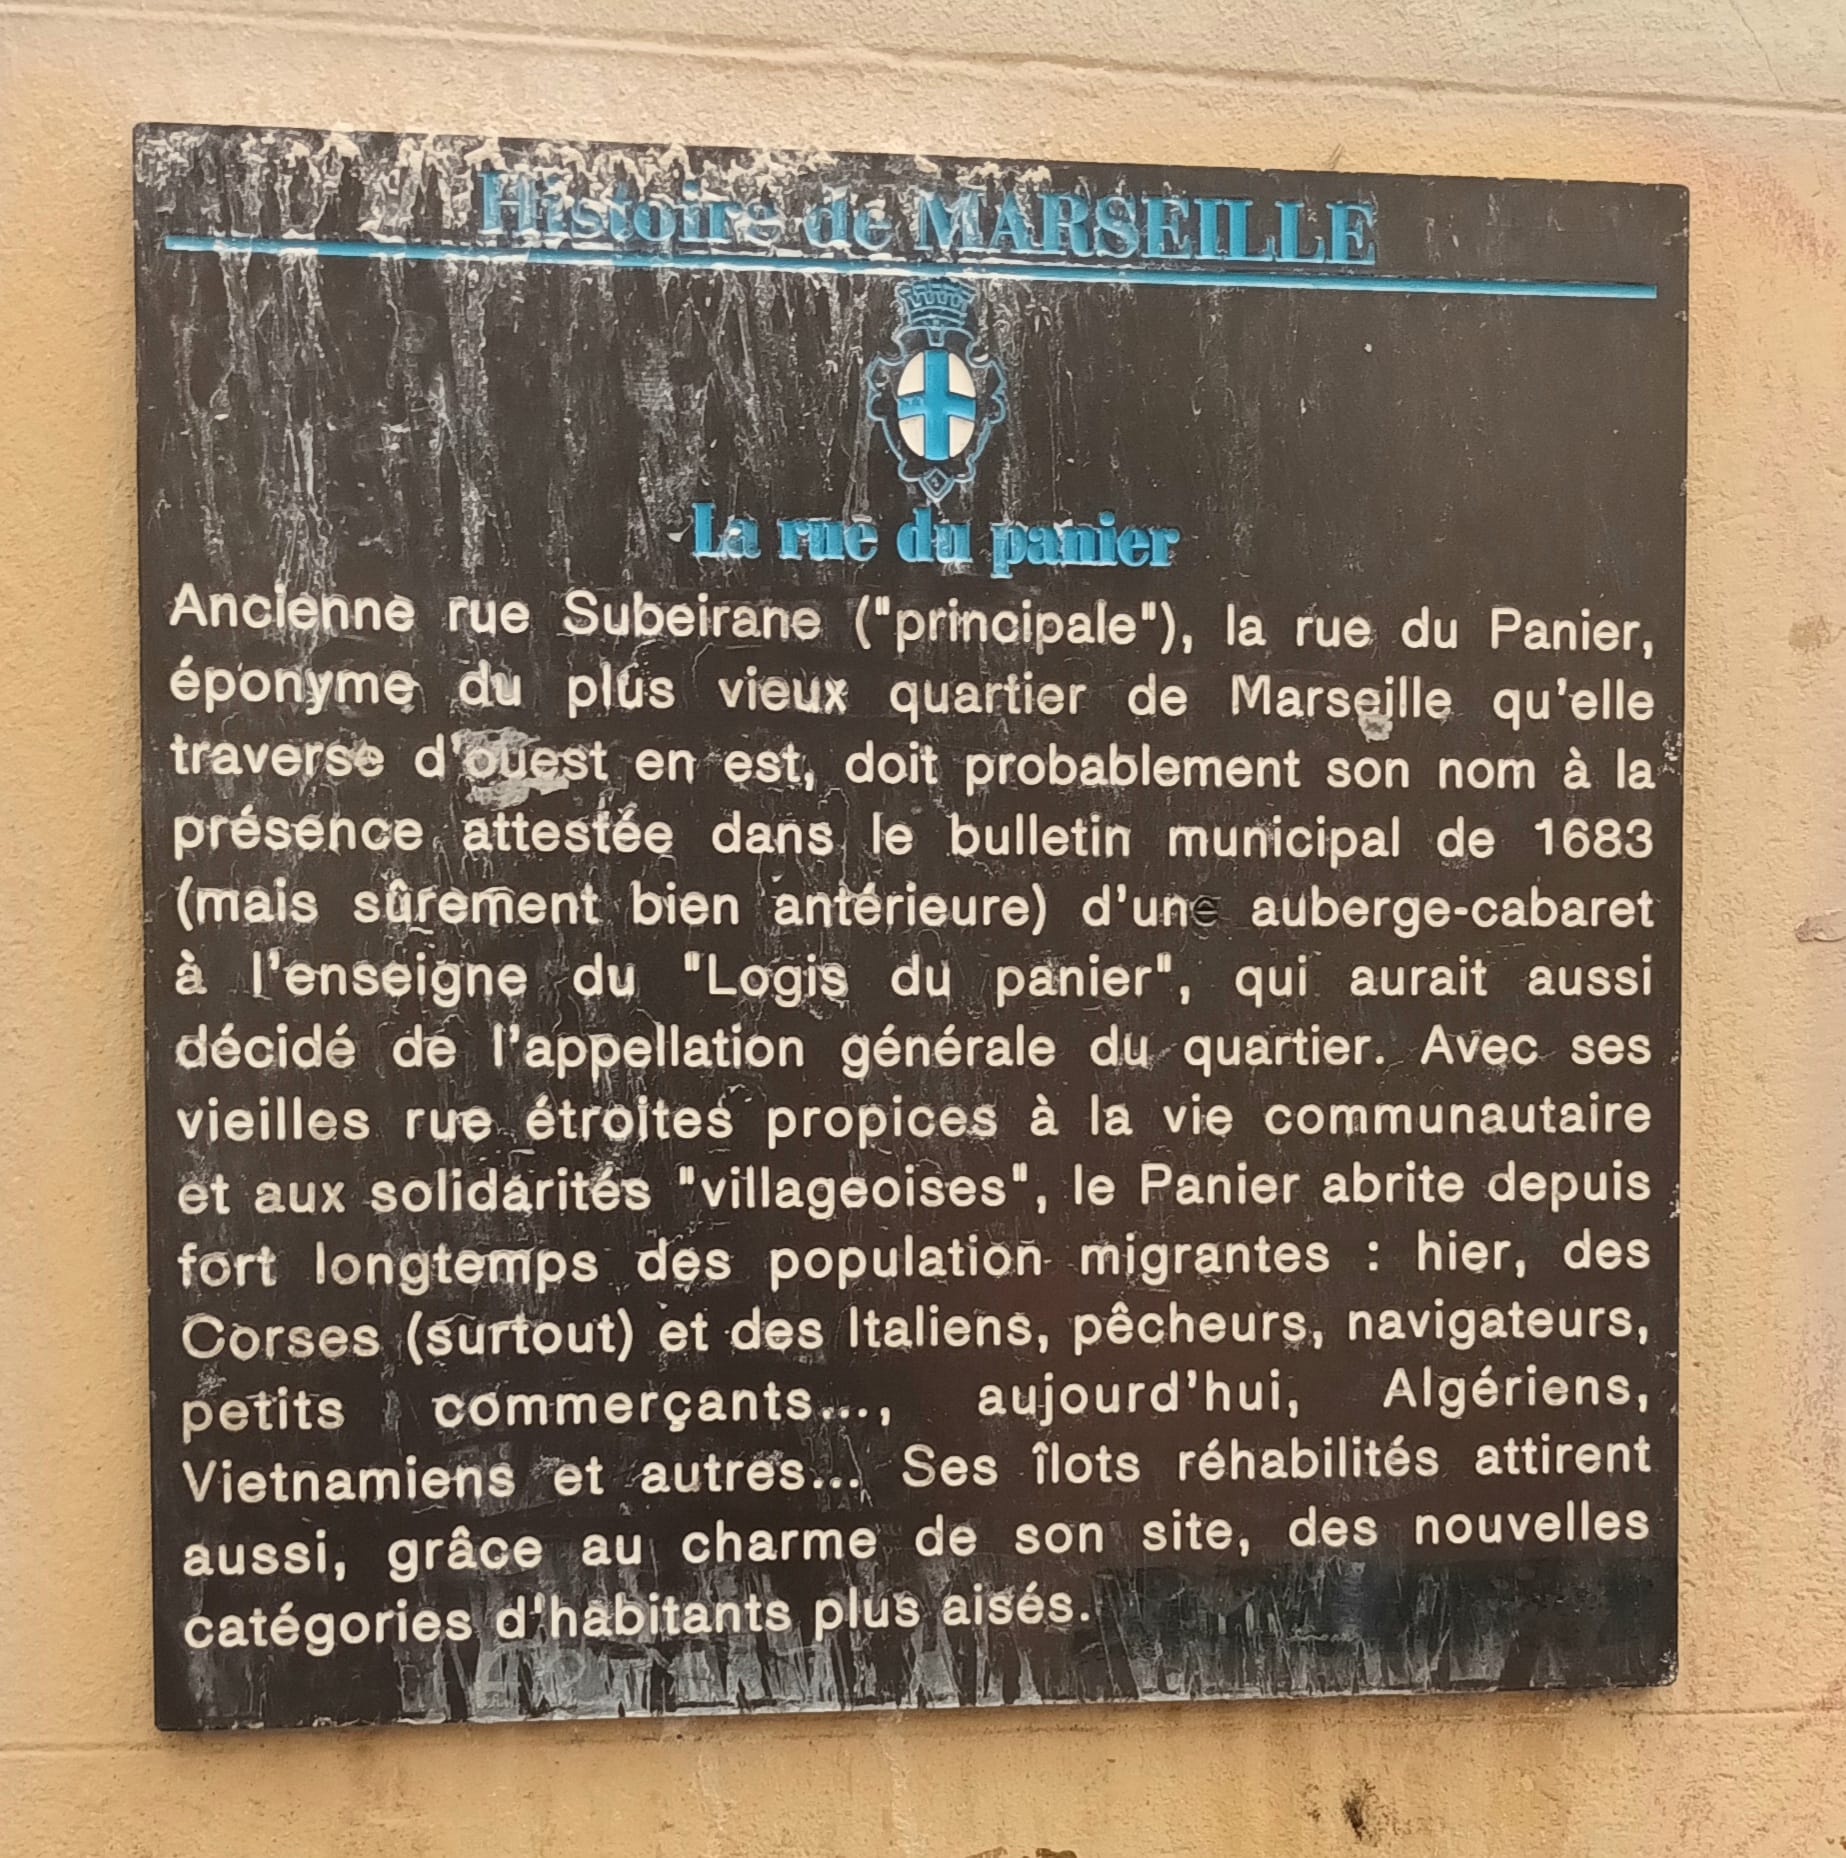 Histoire de MARSEILLE
La rue du panier
Ancienne rue Subeirane ("principale"), la rue du Panier,
éponyme du plus vieux quartier de Marseille qu'elle
traverse d'ouest en est, doit probablement son nom à la
présence attestée dans le bulletin municipal de 1683
(mais sûrement bien antérieure) d'une auberge-cabaret
à l'enseigne du "Logis du panier", qui aurait aussi
décidé de l'appellation générale du quartier. Avec ses
vieilles rue étroites propices à la vie communautaire
et aux solidarités "villageoises", le Panier abrite depuis
fort longtemps des population migrantes : hier, des
Corses (surtout) et des Italiens, pêcheurs, navigateurs,
petits commerçants..., aujourd'hui, Algériens,
Vietnamiens et autres... Ses îlots réhabilités attirent
aussi, grâce au charme de son site, des nouvelles
catégories d'habitants plus aisés.